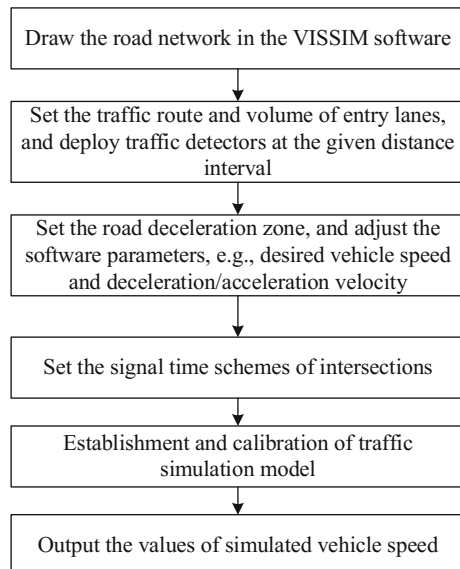 Draw the road network in the VISSIM software
Set the traffic route and volume of entry lanes,
and deploy traffic detectors at the given distance
interval
Set the road deceleration zone, and adjust the
software parameters, e.g., desired vehicle speed
and deceleration/acceleration velocity
Set the signal time schemes of intersections
Establishment and calibration of traffic
simulation model
Output the values of simulated vehicle speed